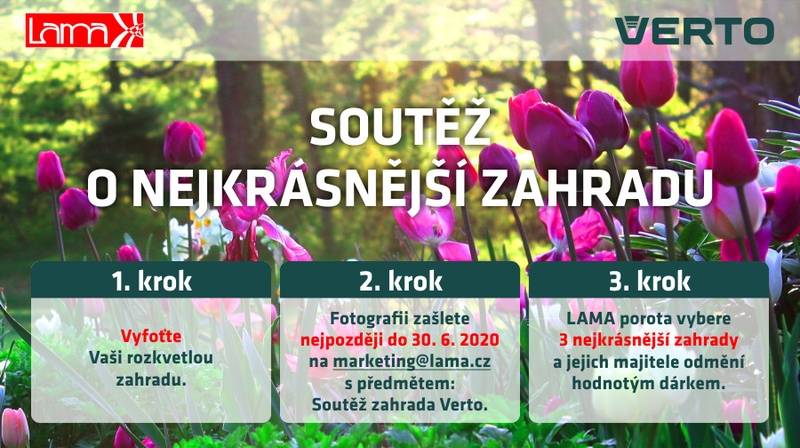 Lama
VERTO
SOUTĚŽ
O NEJKRÁSNĚJŠÍ ZAHRADU
1. krok
Vyfoťte
Vaši rozkvetlou
zahradu.
2. krok
Fotografii zašlete
nejpozději do 30. 6. 2020
na marketing@lama.cz
s předmětem:
Soutěž zahrada Verto.
3. krok
LAMA porota vybere
3 nejkrásnější zahrady
a jejich majitele odmění
hodnotým dárkem.